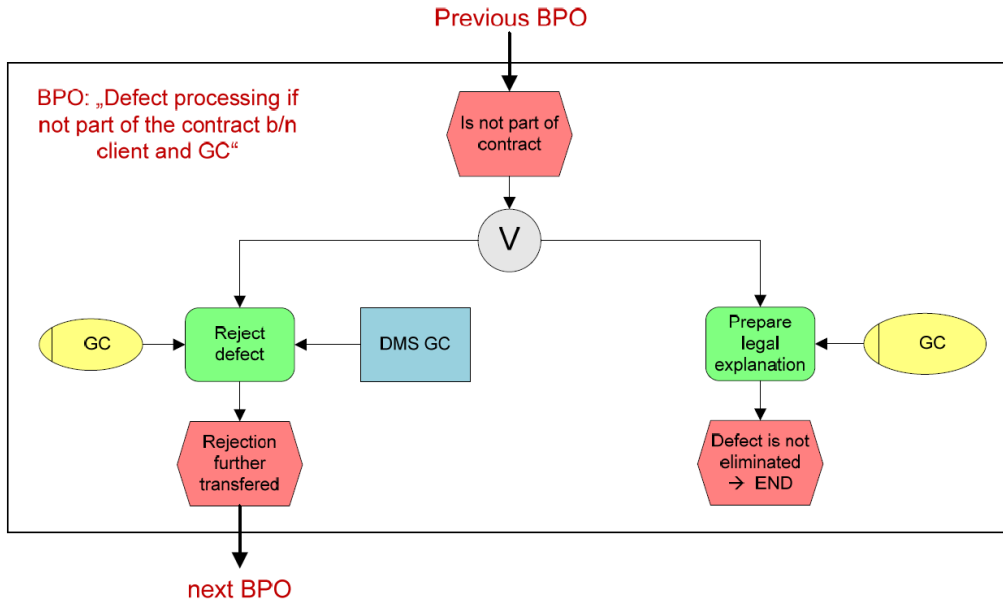 Previous BPO
BPO: „Defect processing if
not part of the contract b/n
client and GC“
Is not part of
contract
V
GC
Reject
defect
DMS GC
Prepare
legal
explanation
GC
Rejection
further
transfered
Defect is not
eliminated
→ END
next BPO